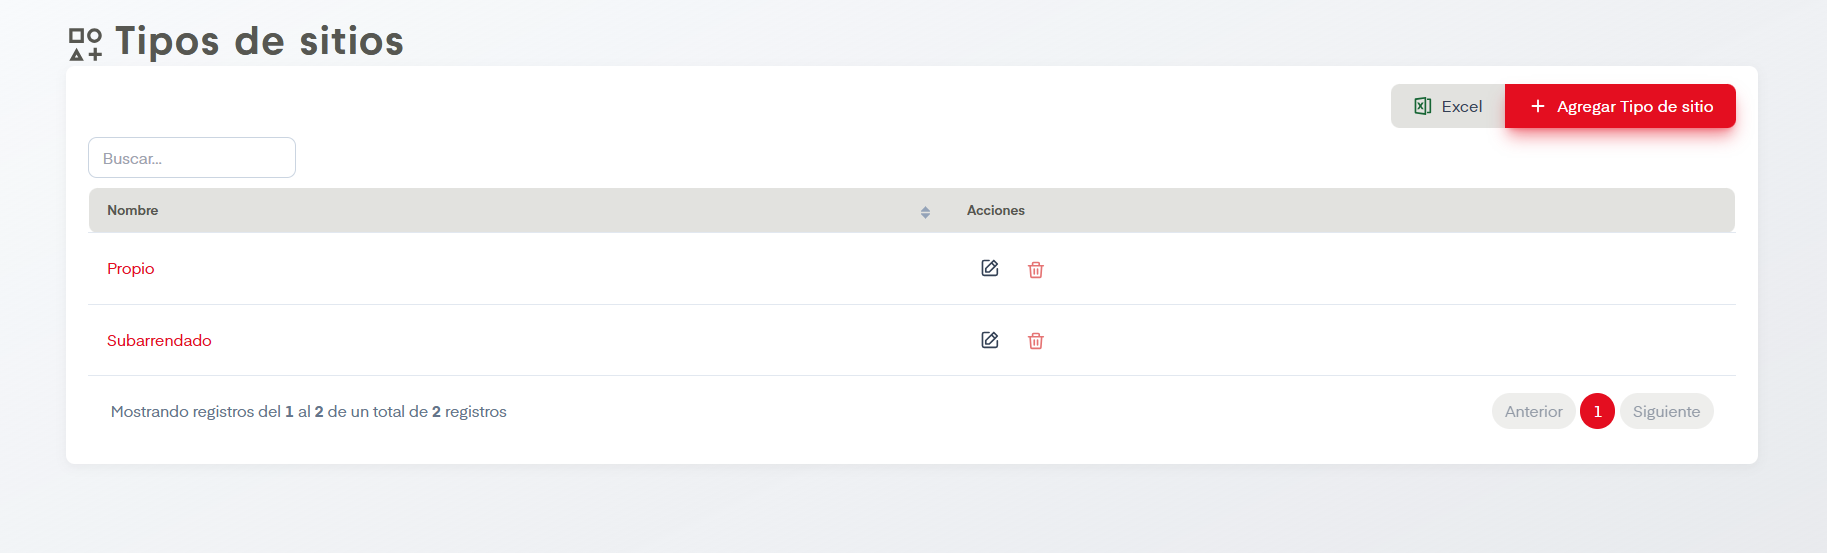 Tipos de sitios
Excel
Agregar Tipo de sitio
Buscar...
Nombre Acciones
Propio
Subarrendado
Mostrando registros del 1 al 2 de un total de 2 registros
Anterior 1 Siguiente